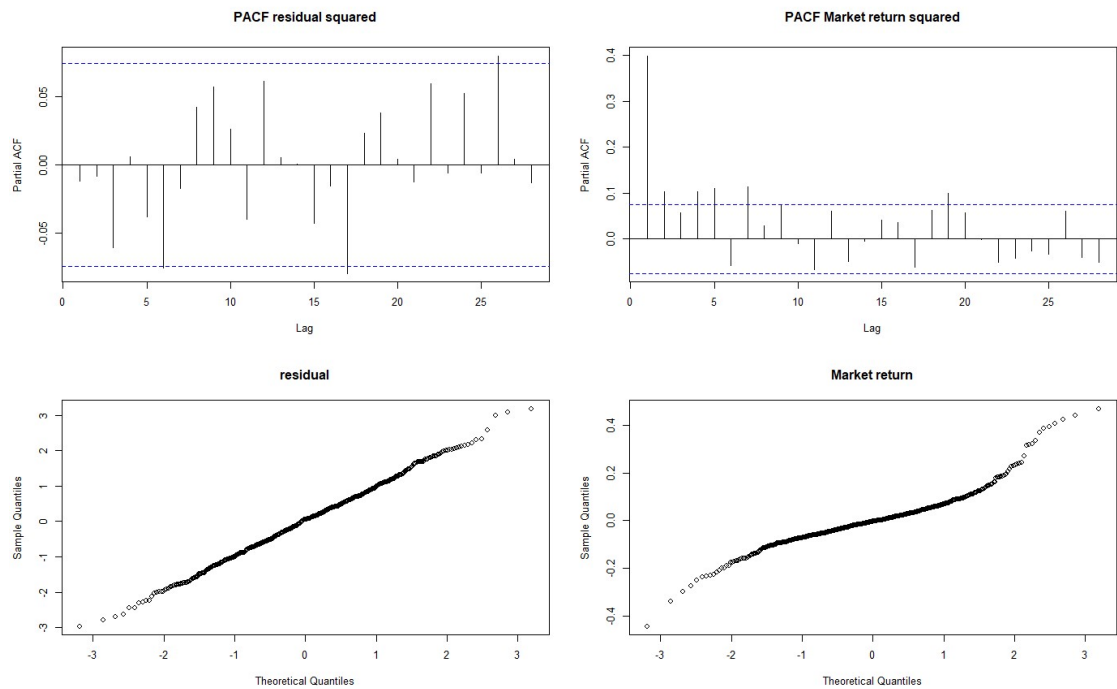 PACF residual squared
Partial ACF
0.05
0.00
-0.05
0 5 10 15 20 25
Lag
PACF Market return squared
Partial ACF
0.4
0.3
0.2
0.1
0.0
0 5 10 15 20 25
Lag
residual
Sample Quantiles
3
2
1
0
-1
-2
-3
-3 -2 -1 0 1 2 3
Theoretical Quantiles
Market return
Sample Quantiles
0.4
0.2
0.0
-0.2
-0.4
-3 -2 -1 0 1 2 3
Theoretical Quantiles